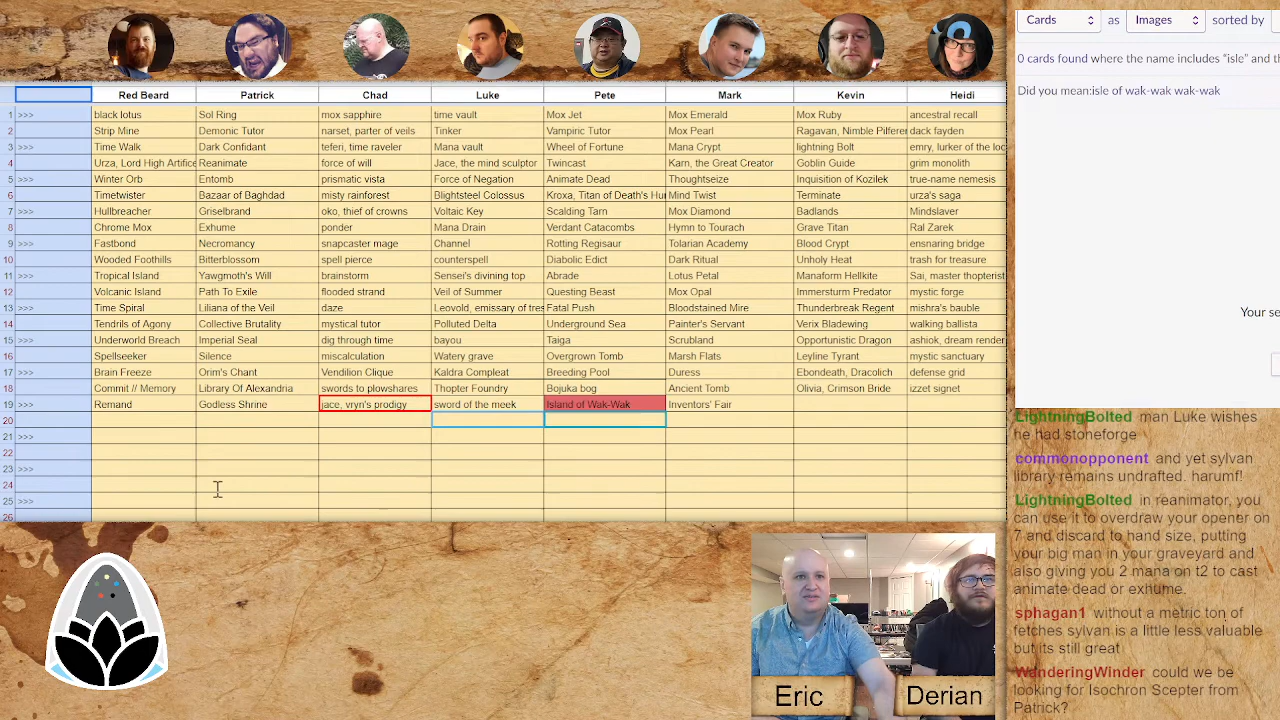 Cards as Images sorted by
0 cards found where the name includes “isle” and th
Did you mean:isle of wak-wak wak-wak
Your se
Red Beard Patrick Chad Luke Pete Mark Kevin Heidi
1 >>> black lotus Sol Ring mox sapphire time vault Mox Jet Mox Emerald Mox Ruby ancestral recall
2 Strip Mine Demonic Tutor narset, parter of veils Tinker Vampiric Tutor Mox Pearl Ragavan, Nimble Pilferer dack fayden
3 >>> Time Walk Dark Confidant teferi, time raveler Mana vault Wheel of Fortune Mana Crypt lightning Bolt emry, lurker of the loc
4 Urza, Lord High Artifice Reanimate force of will Jace, the mind sculptor Twincast Karn, the Great Creator Goblin Guide grim monolith
5 >>> Winter Orb Entomb prismatic vista Force of Negation Animate Dead Thoughtseize Inquisition of Kozilek true-name nemesis
6 Timetwister Bazaar of Baghdad misty rainforest Blightsteel Colossus Kroxa, Titan of Death's Hun Mind Twist Terminate urza's saga
7 >>> Hullbreacher Griselbrand oko, thief of crowns Voltaic Key Scalding Tarn Mox Diamond Badlands Mindslaver
8 Chrome Mox Exhume ponder Mana Drain Verdant Catacombs Hymn to Tourach Grave Titan Ral Zarek
9 >>> Fastbond Necromancy snapcaster mage Channel Rotting Regisaur Tolarian Academy Blood Crypt ensnaring bridge
10 Wooded Foothills Bitterblossom spell pierce counterspell Diabolic Edict Dark Ritual Unholy Heat trash for treasure
11 >>> Tropical Island Yawgmoth's Will brainstorm Sensei's divining top Abrade Lotus Petal Manaform Hellkite Sai, master thopterist
12 Volcanic Island Path To Exile flooded strand Veil of Summer Questing Beast Mox Opal Immersturm Predator mystic forge
13 >>> Time Spiral Liliana of the Veil daze Leovold, emissary of tres Fatal Push Bloodstained Mire Thunderbreak Regent mishra's bauble
14 Tendrils of Agony Collective Brutality mystical tutor Polluted Delta Underground Sea Painter's Servant Verix Bladewing walking ballista
15 >>> Underworld Breach Imperial Seal dig through time bayou Taiga Scrubland Opportunistic Dragon ashiok, dream render
16 Spellseeker Silence miscalculation Watery grave Overgrown Tomb Marsh Flats Leyline Tyrant mystic sanctuary
17 >>> Brain Freeze Orim's Chant Vendilion Clique Kaldra Compleat Breeding Pool Duress Ebondeath, Dracolich defense grid
18 Commit // Memory Library Of Alexandria swords to plowshares Thopter Foundry Bojuka bog Ancient Tomb Olivia, Crimson Bride izzet signet
19 >>> Remand Godless Shrine jace, vryn's prodigy sword of the meek Island of Wak-Wak Inventors' Fair
20
21 >>>
22
23 >>>
24
25 >>>
26
LightningBolted man Luke wishes
he had stoneforge
commonopponent and yet sylvan
library remains undrafted. harumf!
LightningBolted in reanimator, you
can use it to overdraw your opener on
7 and discard to hand size, putting
your big man in your graveyard and
also giving you 2 mana on t2 to cast
animate dead or exhume.
sphagan1 without a metric ton of
fetches sylvan is a little less valuable
but its still great
WanderingWinder could we be
looking for Isochron Scepter from
Patrick?
Eric
Derian